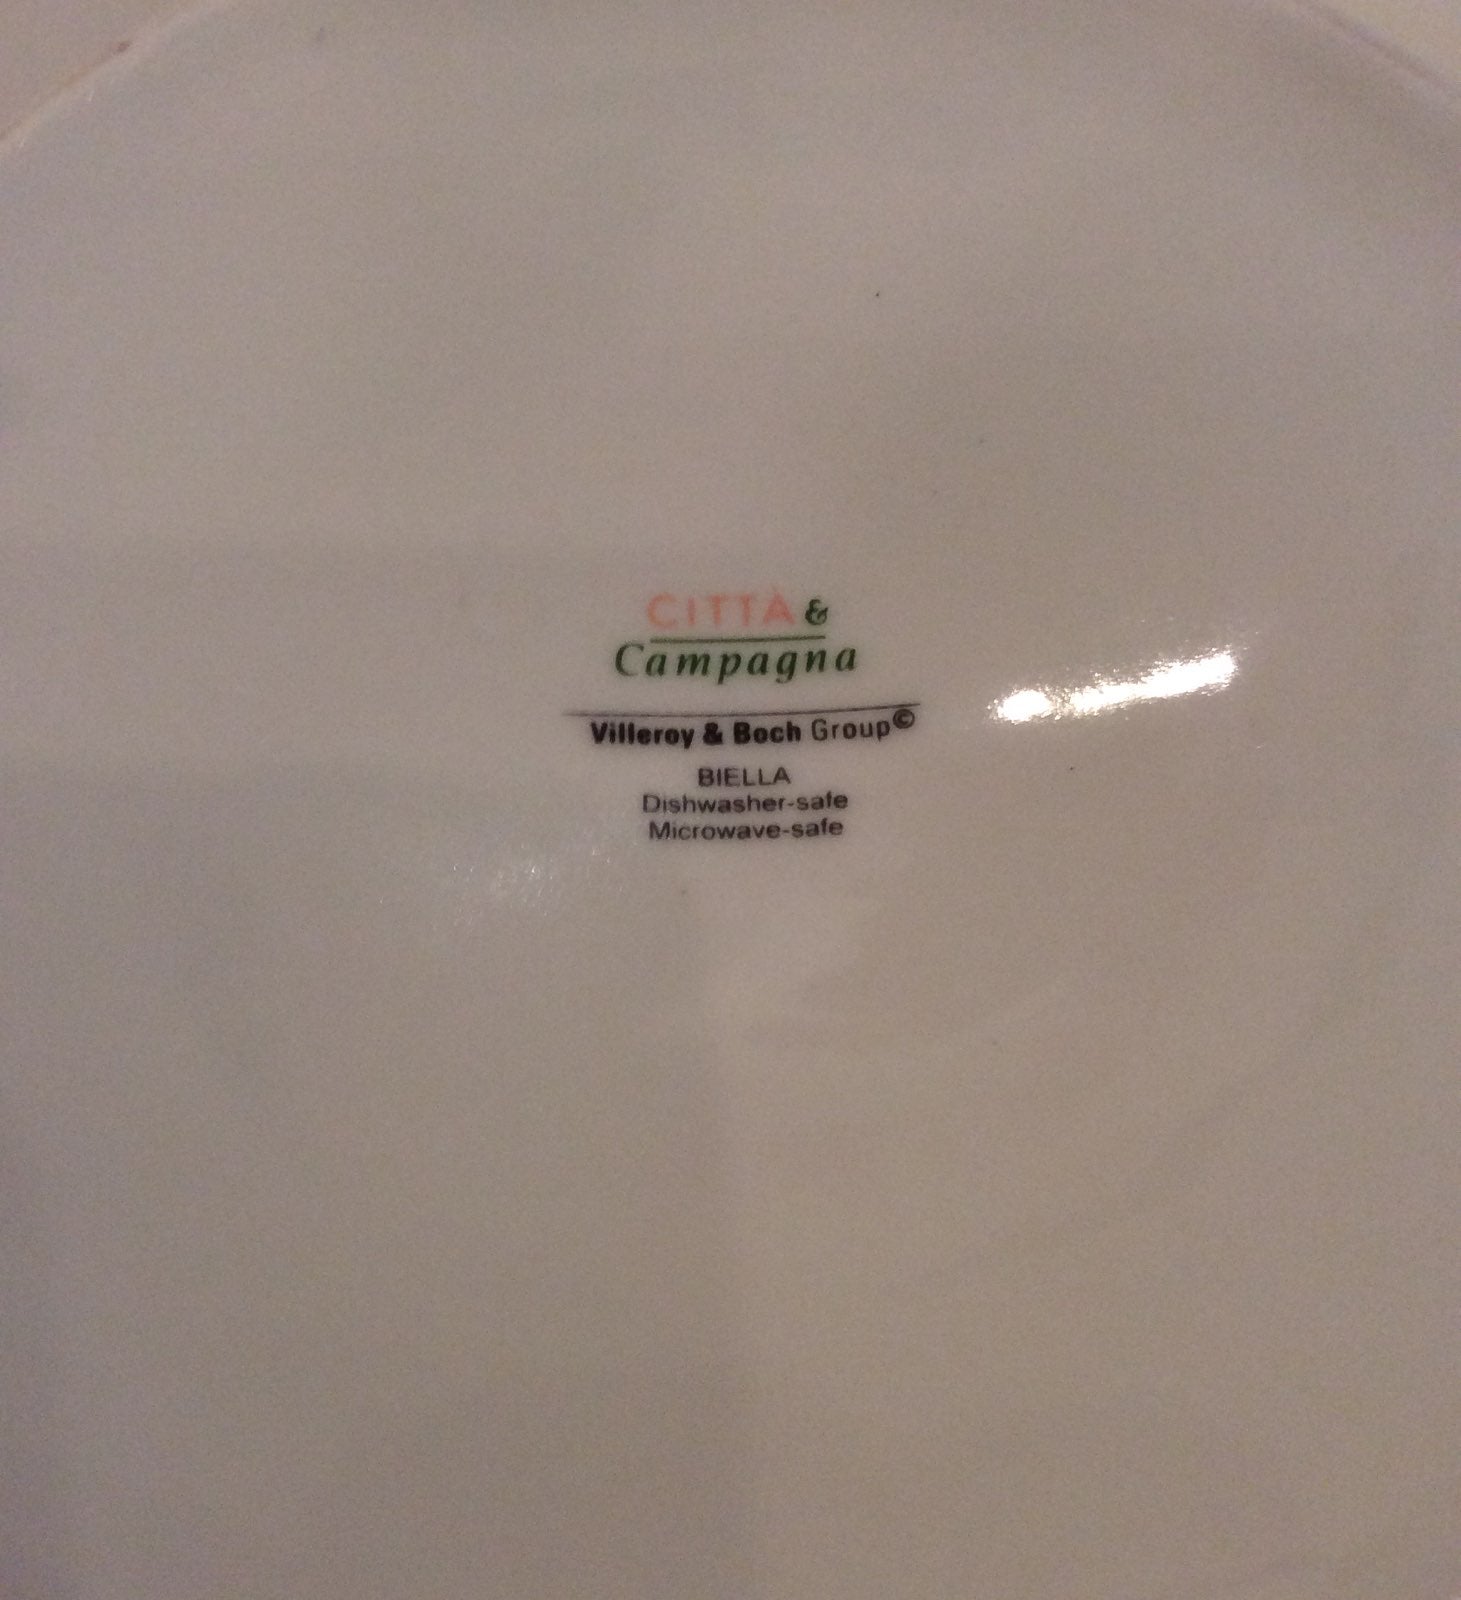 CITTÀ &
Campagna
Villeroy & Boch Group©
BIELLA
Dishwasher-safe
Microwave-safe